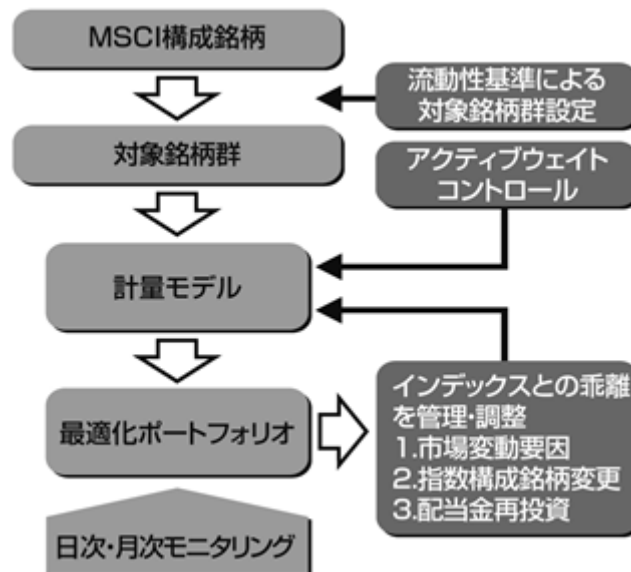 MSCI構成銘柄
流動性基準による
対象銘柄群設定
対象銘柄群
アクティブウェイト
コントロール
計量モデル
最適化ポートフォリオ
インデックスとの乖離
を管理・調整
1.市場変動要因
2.指数構成銘柄変更
3.配当金再投資
日次・月次モニタリング